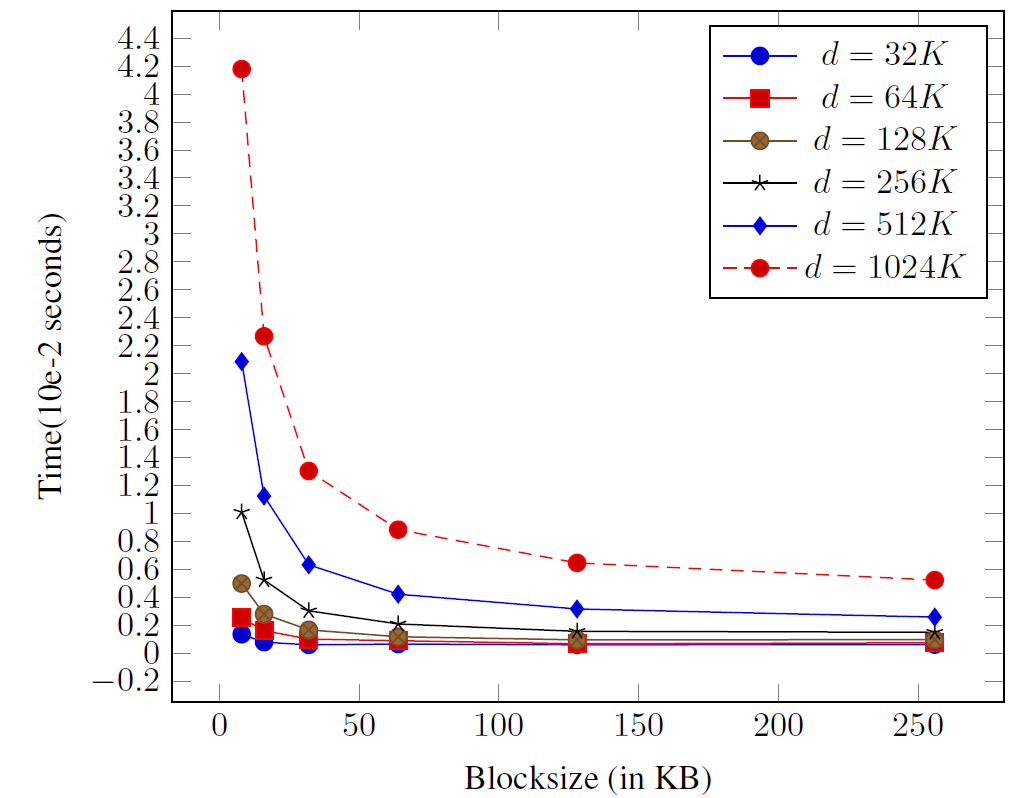 4.4
4.2
4
3.8
3.6
3.4
3.2
3
2.8
2.6
2.4
2.2
2
1.8
1.6
1.4
1.2
1
0.8
0.6
0.4
0.2
0
−0.2
Time(10e-2 seconds)
d = 32K
d = 64K
d = 128K
d = 256K
d = 512K
d = 1024K
0 50 100 150 200 250
Blocksize (in KB)